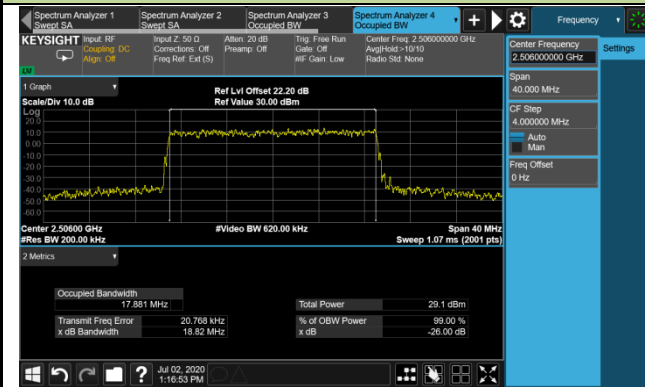 Spectrum Analyzer 1
Swept SA
Spectrum Analyzer 2
Swept SA
Spectrum Analyzer 3
Occupied BW
Spectrum Analyzer 4
Occupied BW
Frequency
KEYSIGHT
Input: RF
Coupling: DC
Align: Off
Input Z: 50 Ω
Corrections: Off
Freq Ref: Ext (S)
Atten: 20 dB
Preamp: Off
Trig: Free Run
Gate: Off
#IF Gain: Low
Center Freq: 2.506000000 GHz
Avg|Hold:>10/10
Radio Std: None
LV
Center Frequency
2.506000000 GHz
Settings
Span
40.000 MHz
CF Step
4.000000 MHz
Auto
Man
Freq Offset
0 Hz
1 Graph
Scale/Div 10.0 dB
Ref Lvl Offset 22.20 dB
Ref Value 30.00 dBm
Log
20.0
10.0
0.00
-10.0
-20.0
-30.0
-40.0
-50.0
-60.0
Center 2.50600 GHz
#Res BW 200.00 kHz
#Video BW 620.00 kHz
Span 40 MHz
Sweep 1.07 ms (2001 pts)
2 Metrics
Occupied Bandwidth
17.881 MHz
Total Power 29.1 dBm
Transmit Freq Error 20.768 kHz
% of OBW Power 99.00 %
x dB Bandwidth 18.82 MHz
x dB -26.00 dB
?
Jul 02, 2020
1:16:53 PM